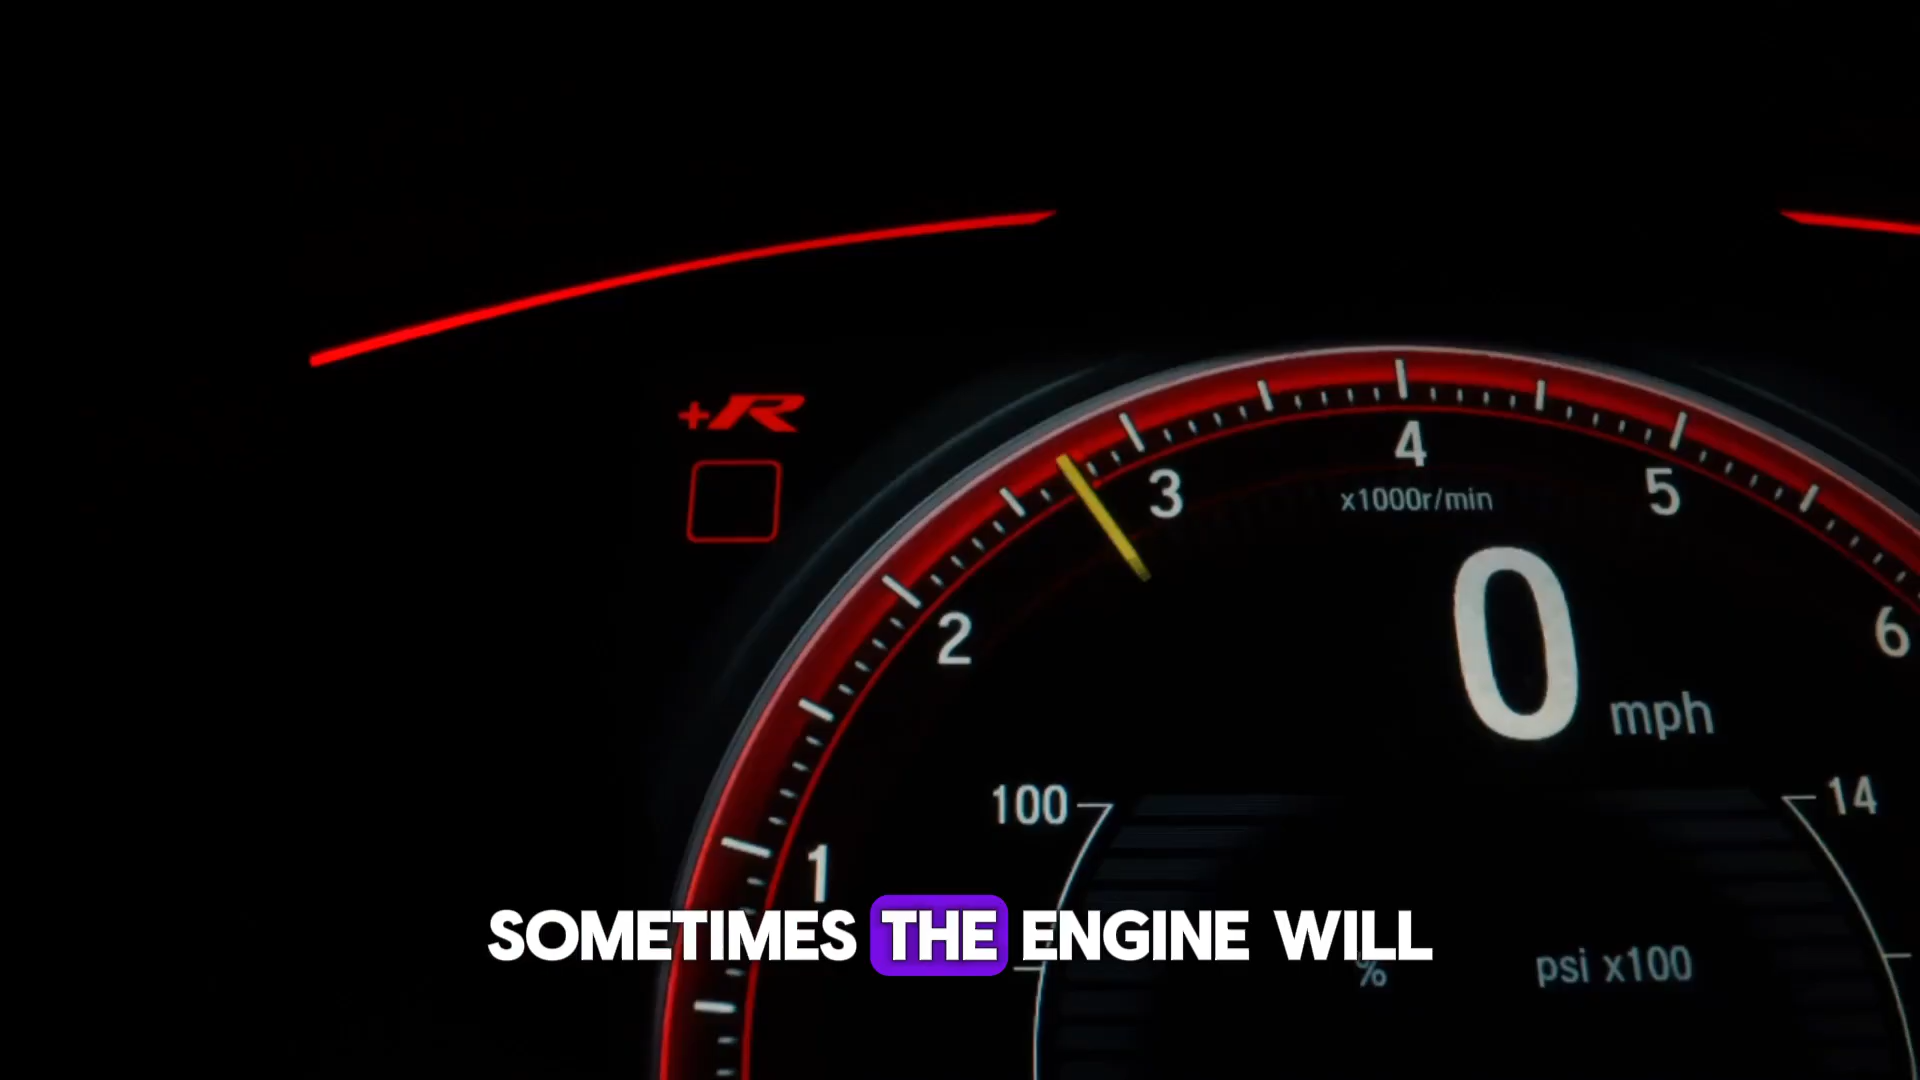 +R
4
3
5
x1000r/min
2
0
6
mph
100
14
1
SOMETIMES THE ENGINE WILL
%
psi x100